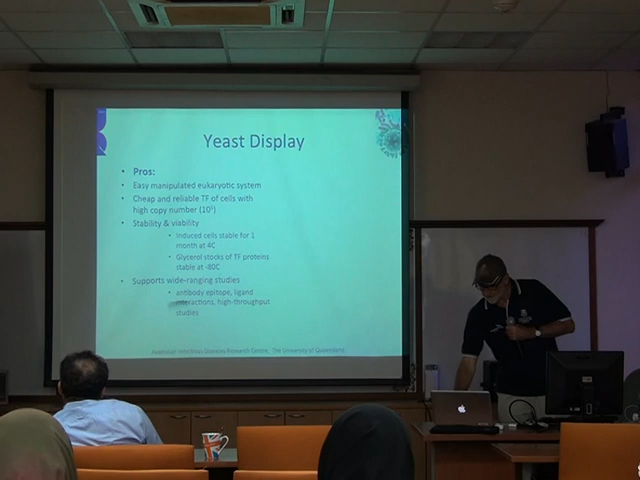 Yeast Display
• Pros:
• Easy manipulated eukaryotic system
• Cheap and reliable TF of cells with
high copy number (10⁵)
• Stability & viability
• Induced cells stable for 1
month at 4C
• Glycerol stocks of TF proteins
stable at -80C
• Supports wide-ranging studies
• antibody epitope, ligand
interactions, high-throughput
studies
Australian Infectious Diseases Research Centre, The University of Queensland